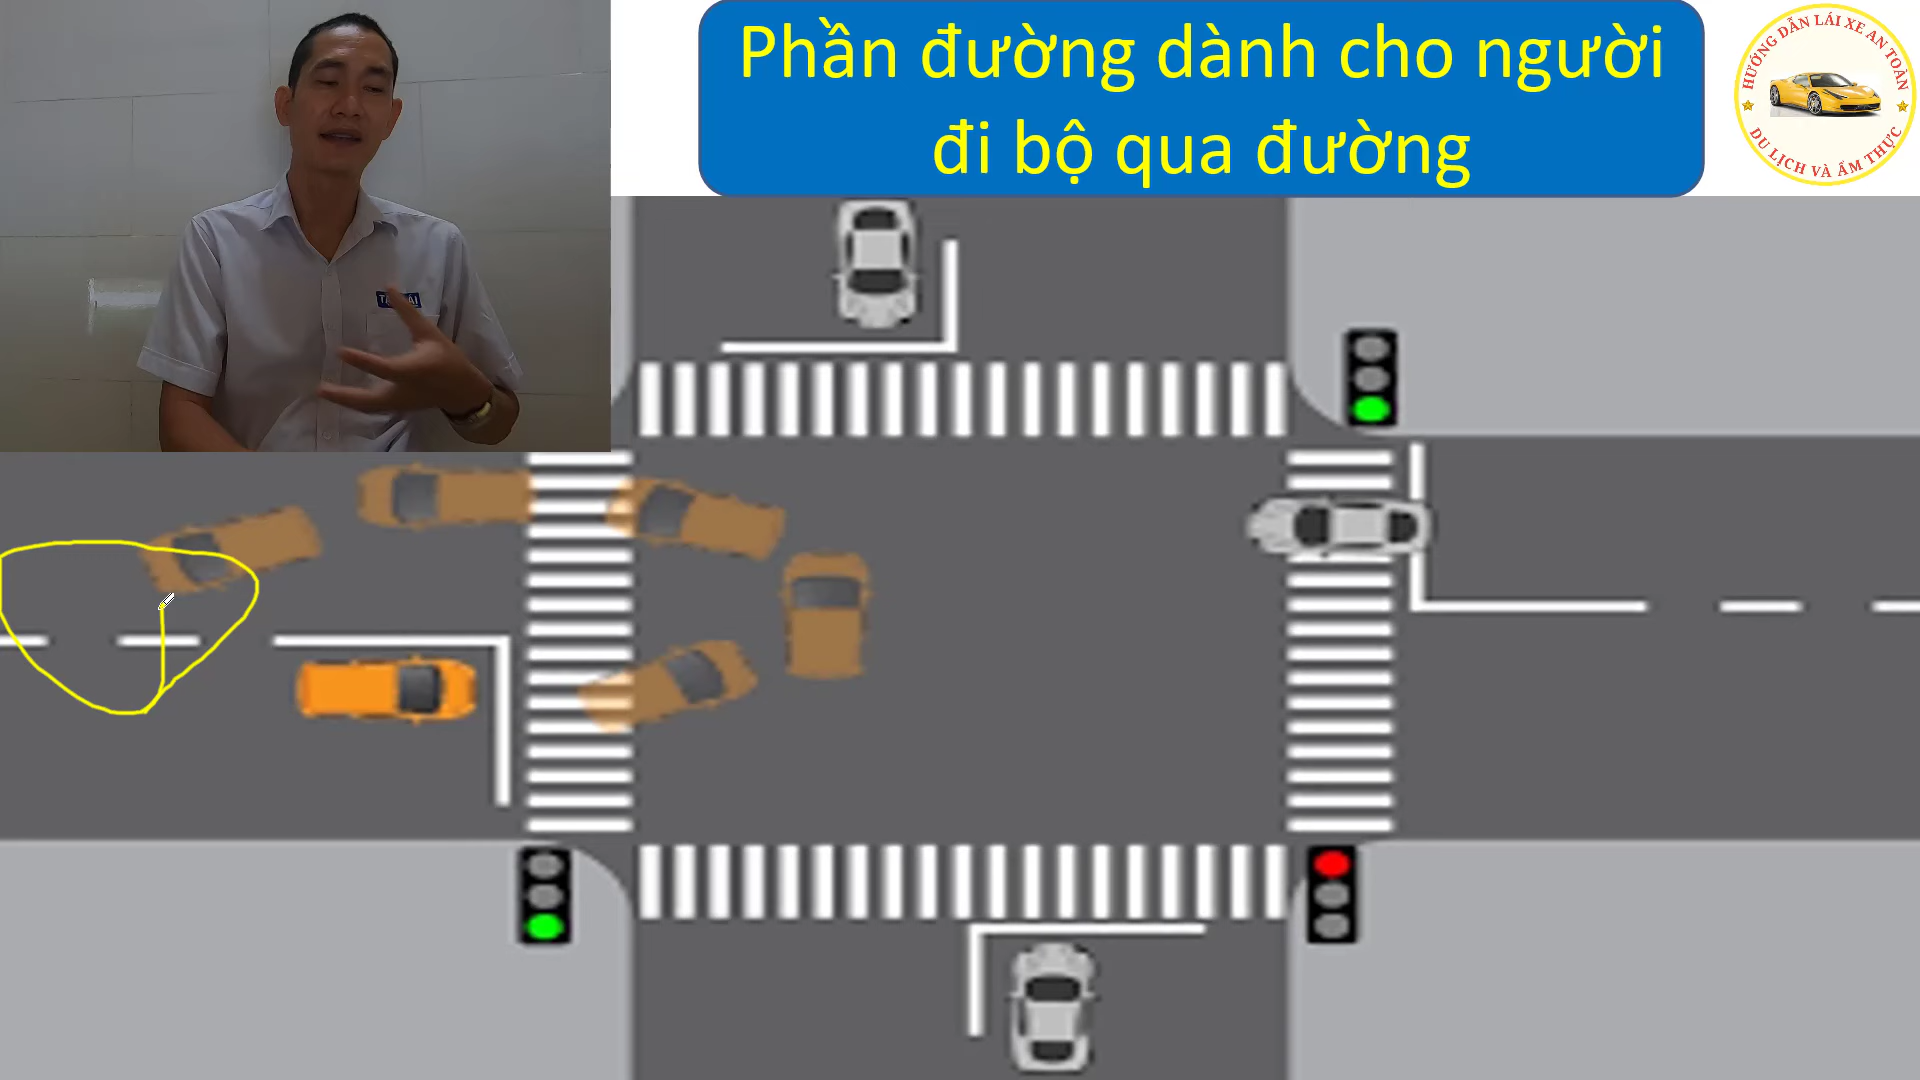 Phần đường dành cho người
đi bộ qua đường
HƯỚNG DẪN LÁI XE AN TOÀN
DU LỊCH VÀ ẨM THỰC